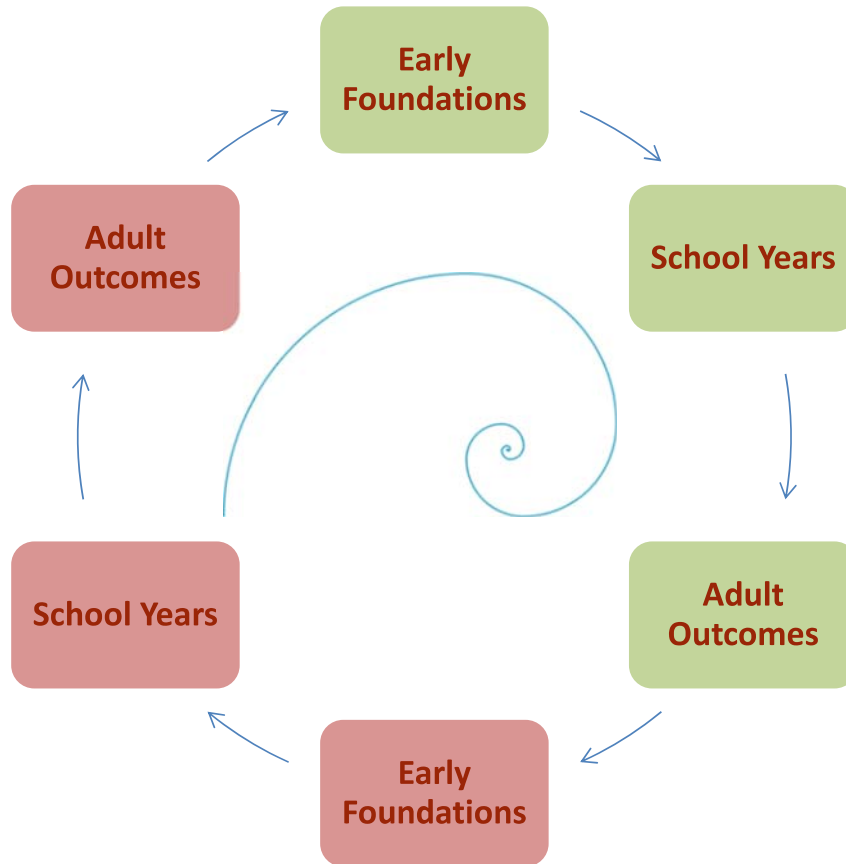 Early
Foundations
School Years
Adult
Outcomes
Early
Foundations
School Years
Adult
Outcomes